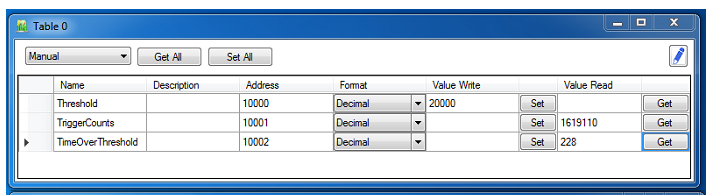 Table 0
Manual Get All Set All
Name Description Address Format Value Write Value Read
Threshold 10000 Decimal 20000 Set Get
TriggerCounts 10001 Decimal Set 1619110 Get
TimeOverThreshold 10002 Decimal Set 228 Get